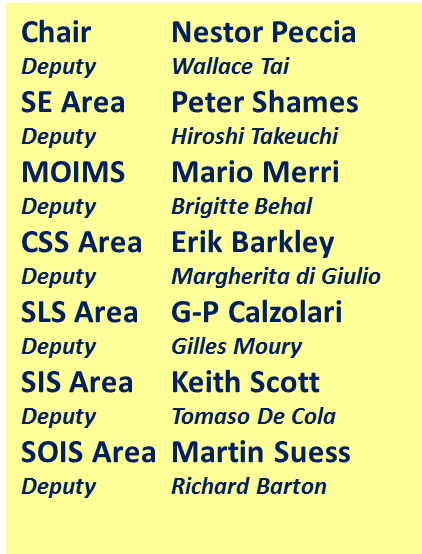 Chair Nestor Peccia
Deputy Wallace Tai
SE Area Peter Shames
Deputy Hiroshi Takeuchi
MOIMS Mario Merri
Deputy Brigitte Behal
CSS Area Erik Barkley
Deputy Margherita di Giulio
SLS Area G-P Calzolari
Deputy Gilles Moury
SIS Area Keith Scott
Deputy Tomaso De Cola
SOIS Area Martin Suess
Deputy Richard Barton